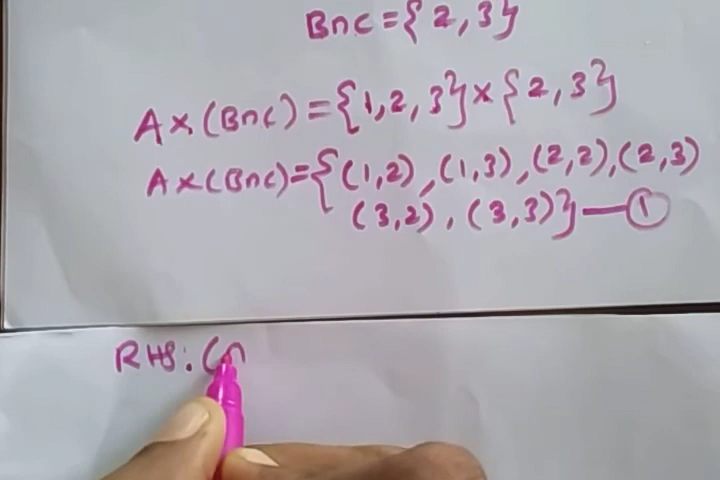 B∩C = {2,3}
A×(B∩C) = {1,2,3}×{2,3}
A×(B∩C) = {(1,2),(1,3),(2,2),(2,3)
(3,2),(3,3)} — ①
RHS: (